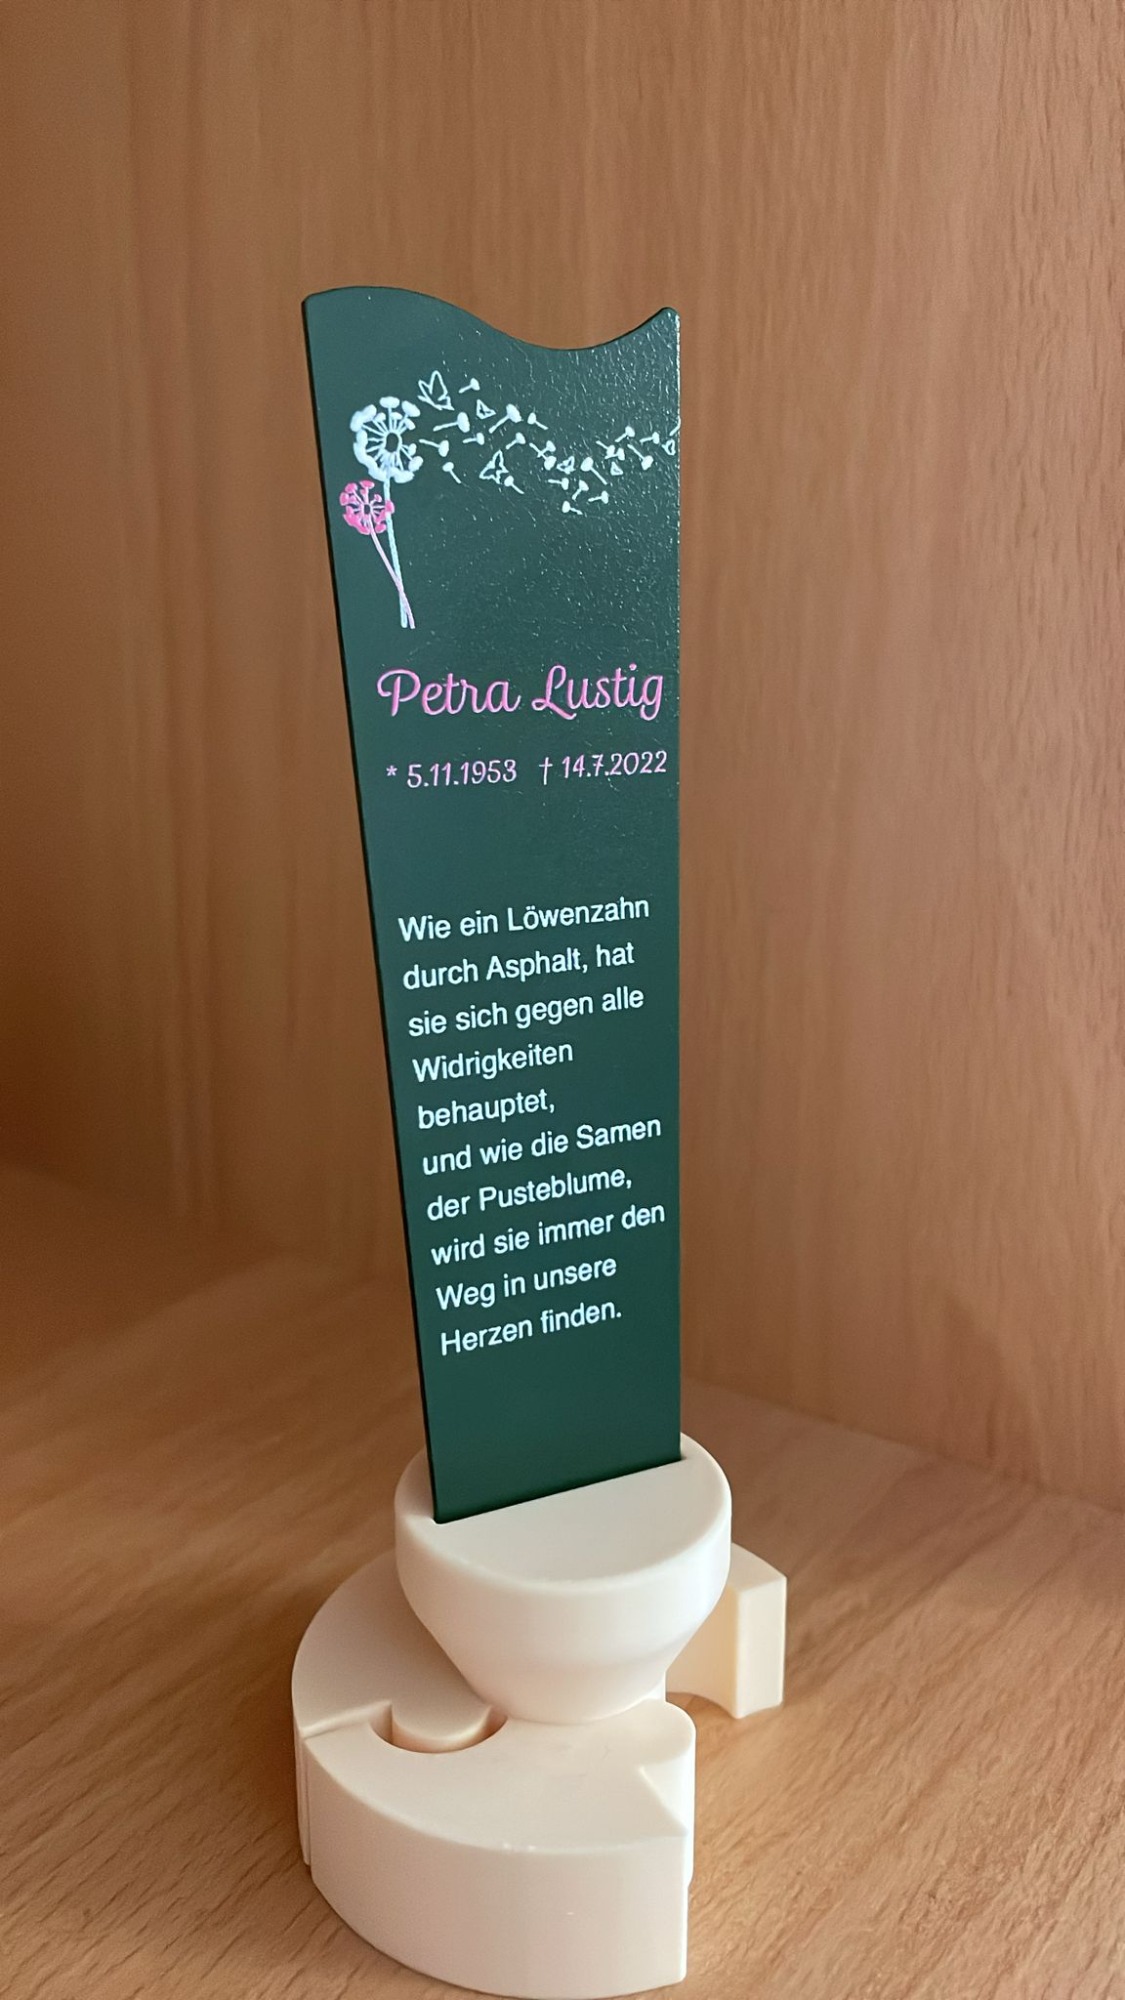 Petra Lustig
* 5.11.1953 † 14.7.2022
Wie ein Löwenzahn
durch Asphalt, hat
sie sich gegen alle
Widrigkeiten
behauptet,
und wie die Samen
der Pusteblume,
wird sie immer den
Weg in unsere
Herzen finden.